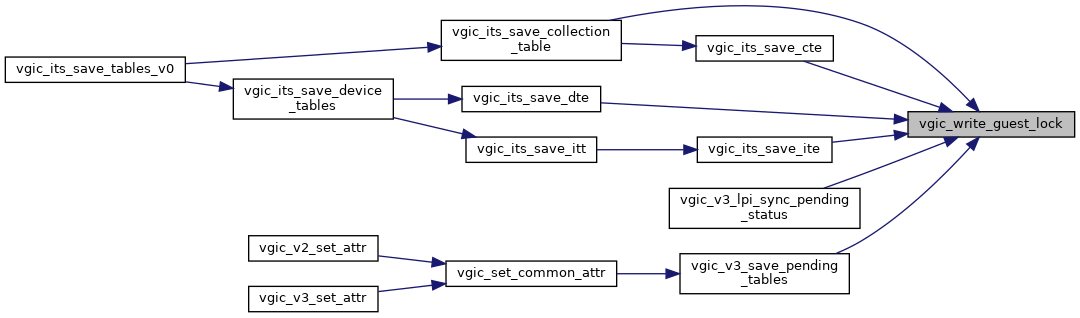 vgic_its_save_collection
_table
vgic_its_save_cte
vgic_its_save_tables_v0
vgic_its_save_device
_tables
vgic_its_save_dte
vgic_write_guest_lock
vgic_its_save_itt
vgic_its_save_ite
vgic_v3_lpi_sync_pending
_status
vgic_v2_set_attr
vgic_set_common_attr
vgic_v3_save_pending
_tables
vgic_v3_set_attr